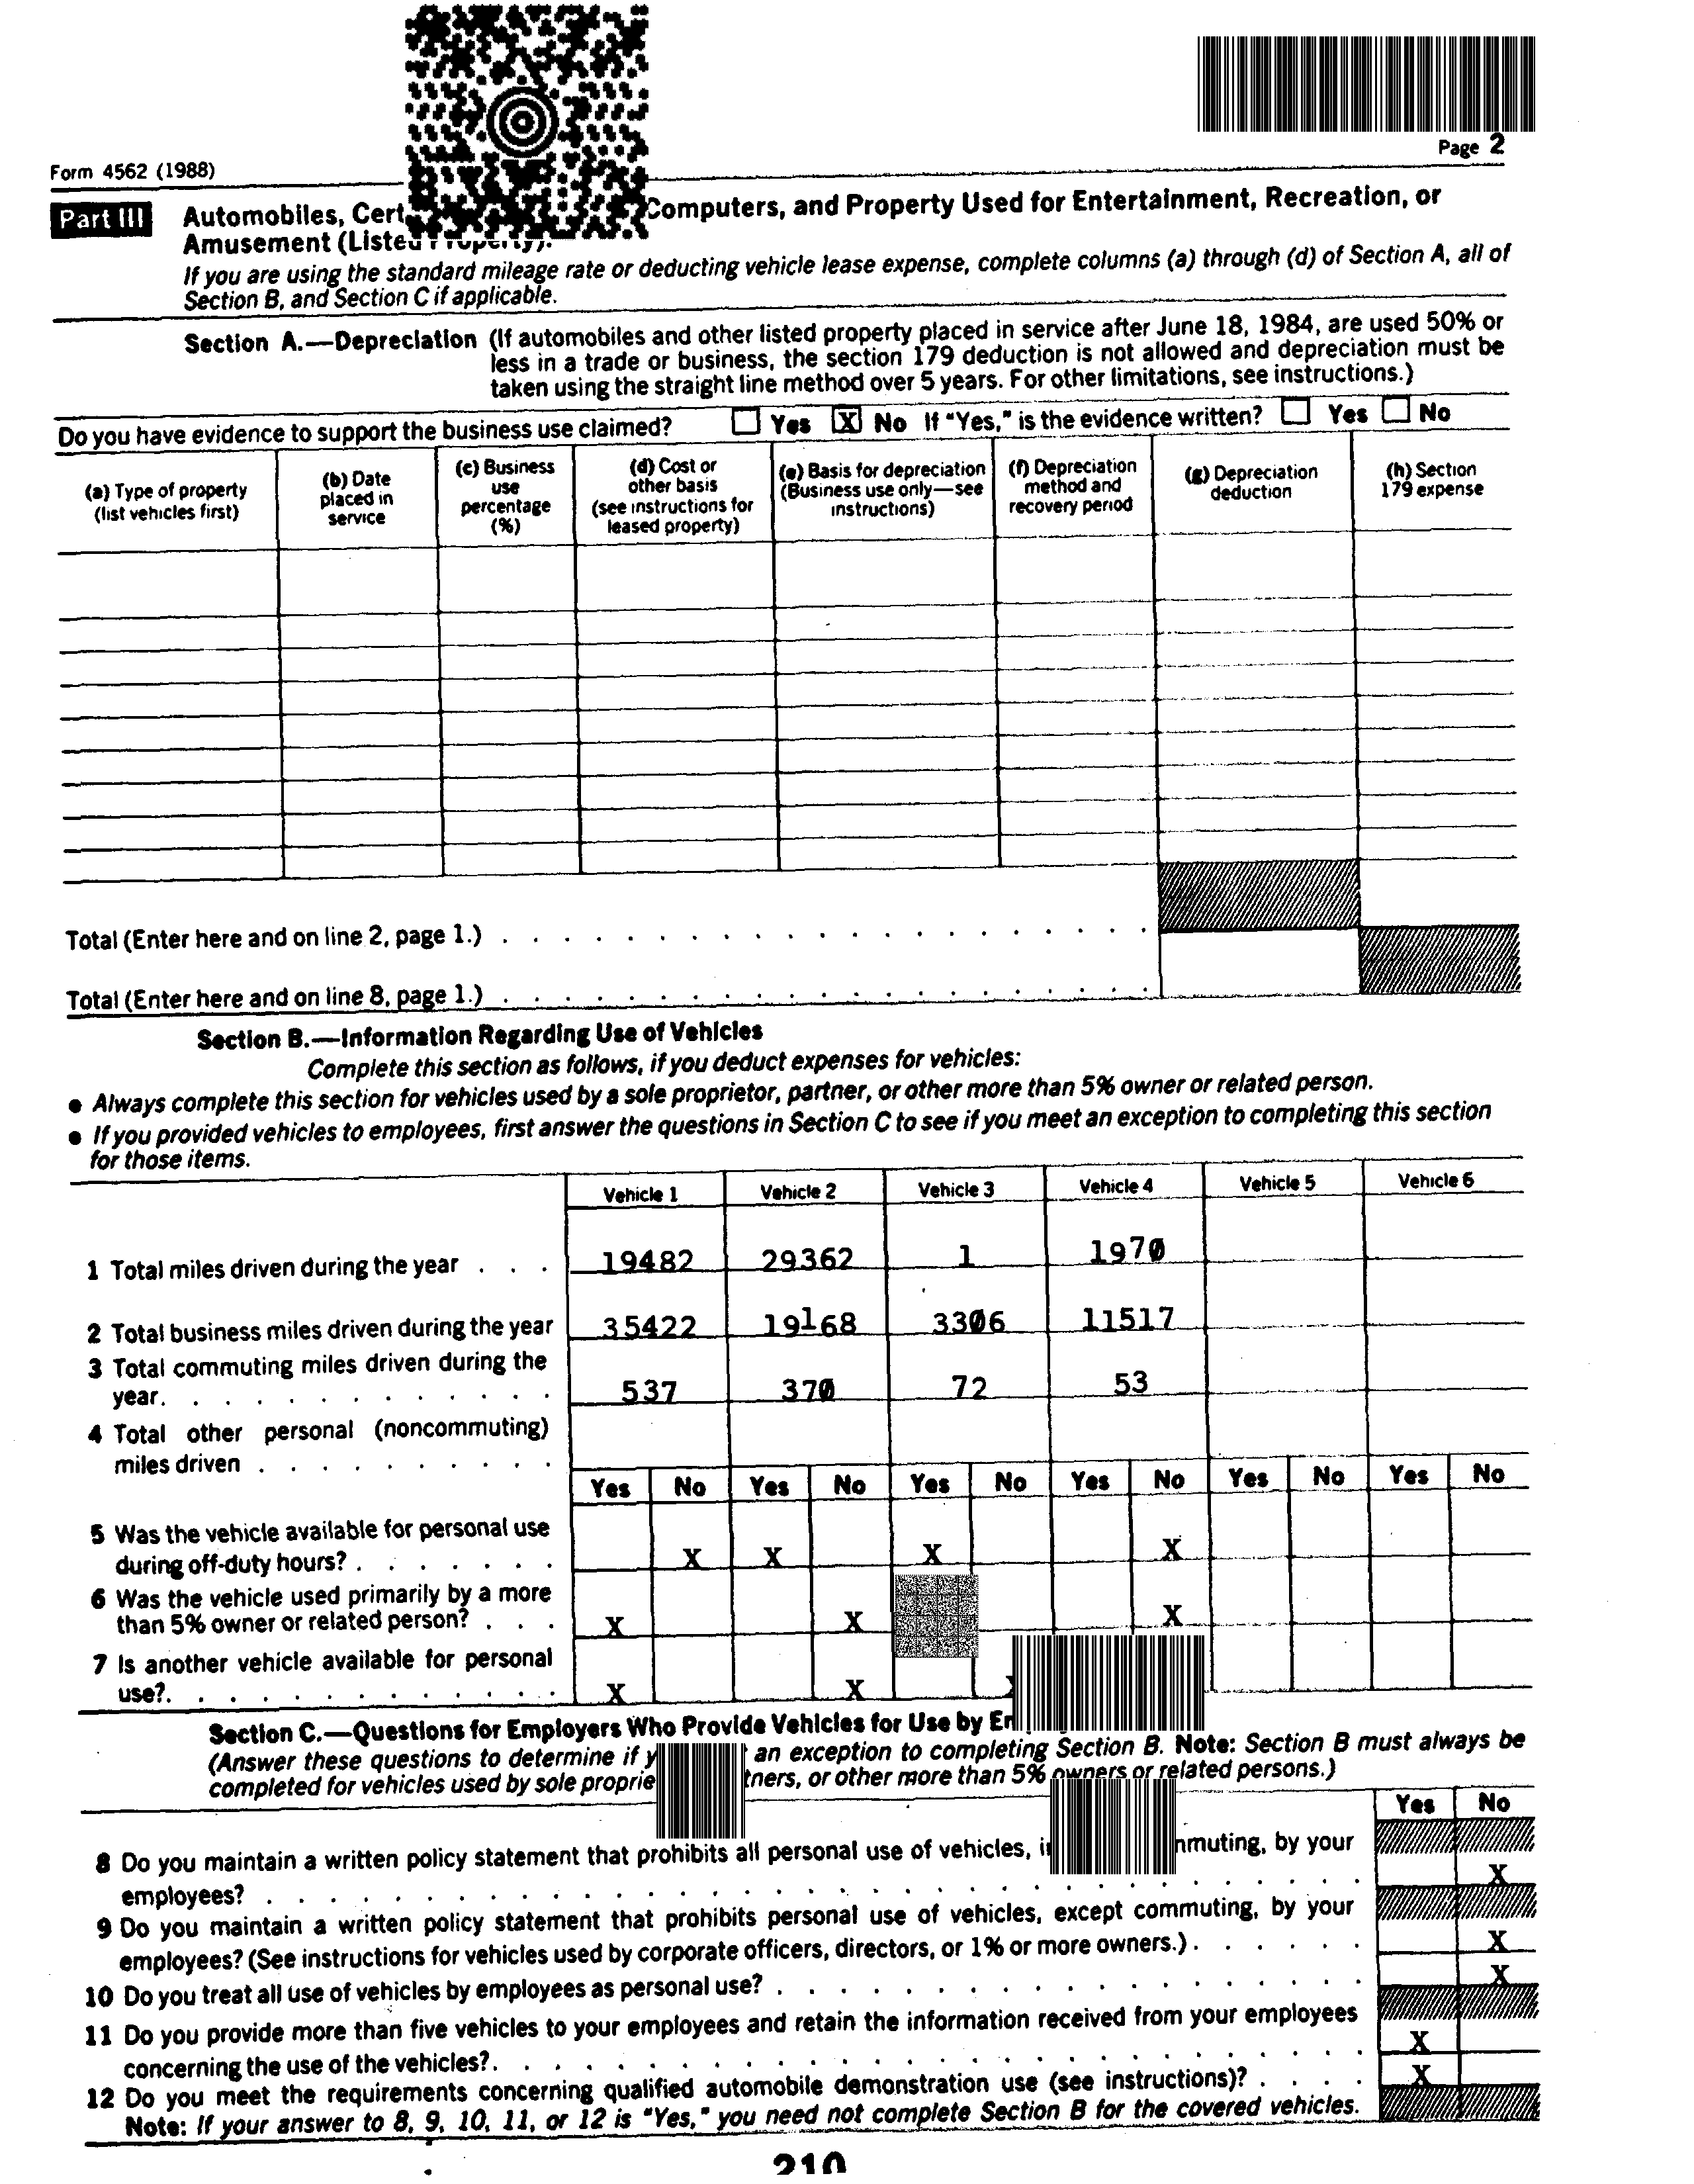 Page 2
Form 4562 (1988)
Part III Automobiles, Cert Computers, and Property Used for Entertainment, Recreation, or
Amusement (Listed Property).
If you are using the standard mileage rate or deducting vehicle lease expense, complete columns (a) through (d) of Section A, all of
Section B, and Section C if applicable.
Section A.—Depreciation (If automobiles and other listed property placed in service after June 18, 1984, are used 50% or
less in a trade or business, the section 179 deduction is not allowed and depreciation must be
taken using the straight line method over 5 years. For other limitations, see instructions.)
Do you have evidence to support the business use claimed? Yes X No If "Yes," is the evidence written? Yes No
(a) Type of property
(list vehicles first)
(b) Date
placed in
service
(c) Business
use
percentage
(%)
(d) Cost or
other basis
(see instructions for
leased property)
(e) Basis for depreciation
(Business use only—see
instructions)
(f) Depreciation
method and
recovery period
(g) Depreciation
deduction
(h) Section
179 expense
Total (Enter here and on line 2, page 1.) . . . . . . . . . . . . . . . . . . . . .
Total (Enter here and on line 8, page 1.) . . . . . . . . . . . . . . . . . . . . .
Section B.—Information Regarding Use of Vehicles
Complete this section as follows, if you deduct expenses for vehicles:
● Always complete this section for vehicles used by a sole proprietor, partner, or other more than 5% owner or related person.
● If you provided vehicles to employees, first answer the questions in Section C to see if you meet an exception to completing this section
for those items.
Vehicle 1 Vehicle 2 Vehicle 3 Vehicle 4 Vehicle 5 Vehicle 6
1 Total miles driven during the year . . . 19482 29362 1 1970
2 Total business miles driven during the year 35422 19168 3306 11517
3 Total commuting miles driven during the
year. . . . . . . . . . . . . 537 370 72 53
4 Total other personal (noncommuting)
miles driven . . . . . . . . . .
Yes No Yes No Yes No Yes No Yes No Yes No
5 Was the vehicle available for personal use
during off-duty hours? . . . . . . . X X X X
6 Was the vehicle used primarily by a more
than 5% owner or related person? . . . X X X
7 Is another vehicle available for personal
use?. . . . . . . . . . . . . X X
Section C.—Questions for Employers Who Provide Vehicles for Use by
(Answer these questions to determine if an exception to completing Section B. Note: Section B must always be
completed for vehicles used by sole proprie tners, or other more than 5% owners or related persons.)
Yes No
8 Do you maintain a written policy statement that prohibits all personal use of vehicles, nmuting, by your
employees? . . . . . . . . . . . . . . . . . . . . . . . . . . X
9 Do you maintain a written policy statement that prohibits personal use of vehicles, except commuting, by your
employees? (See instructions for vehicles used by corporate officers, directors, or 1% or more owners.) . . . . . . X
10 Do you treat all use of vehicles by employees as personal use? . . . . . . . . . . . . . . X
11 Do you provide more than five vehicles to your employees and retain the information received from your employees
concerning the use of the vehicles?. . . . . . . . . . . . . . . . . . . . . X
12 Do you meet the requirements concerning qualified automobile demonstration use (see instructions)? . . . . X
Note: If your answer to 8, 9, 10, 11, or 12 is "Yes," you need not complete Section B for the covered vehicles.
210